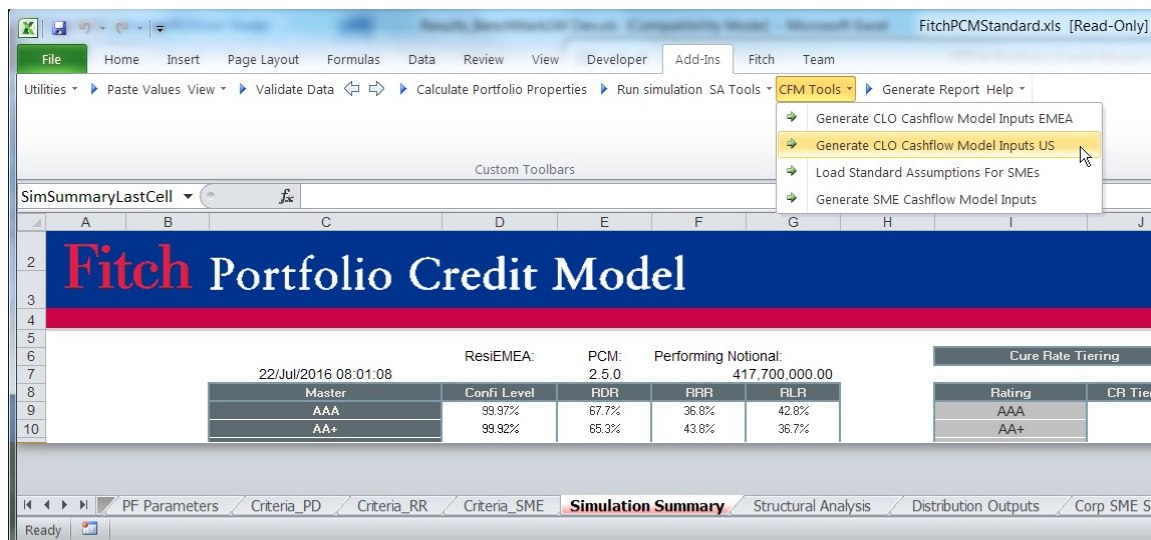 FitchPCMStandard.xls [Read-Only]
File Home Insert Page Layout Formulas Data Review View Developer Add-Ins Fitch Team
Utilities Paste Values View Validate Data Calculate Portfolio Properties Run simulation SA Tools CFM Tools Generate Report Help
Generate CLO Cashflow Model Inputs EMEA
Generate CLO Cashflow Model Inputs US
Load Standard Assumptions For SMEs
Generate SME Cashflow Model Inputs
Custom Toolbars
SimSummaryLastCell fx
A B C D E F G H I J
2
Fitch Portfolio Credit Model
3
4
5
6 ResiEMEA: PCM: Performing Notional: Cure Rate Tiering
7 22/Jul/2016 08:01:08 2.5.0 417,700,000.00
8 Master Confi Level RDR RRR RLR Rating CR Tie
9 AAA 99.97% 67.7% 36.8% 42.8% AAA
10 AA+ 99.92% 65.3% 43.8% 36.7% AA+
PF Parameters Criteria_PD Criteria_RR Criteria_SME Simulation Summary Structural Analysis Distribution Outputs Corp SME S
Ready